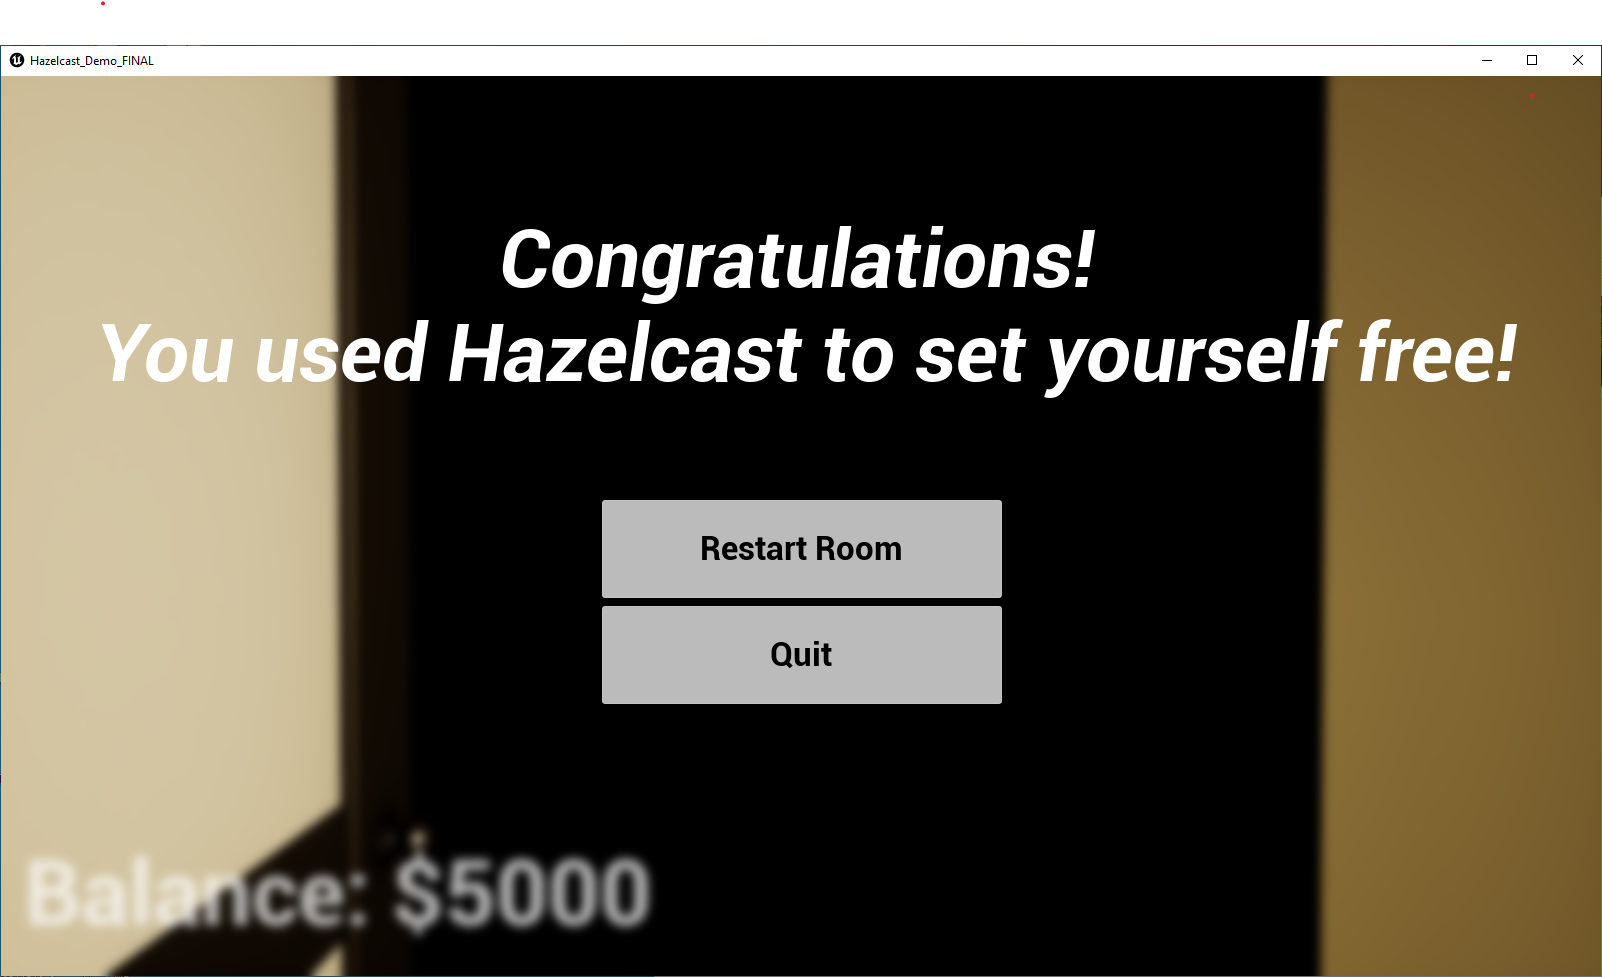 Hazelcast_Demo_FINAL
Congratulations!
You used Hazelcast to set yourself free!
Restart Room
Quit
Balance: $5000